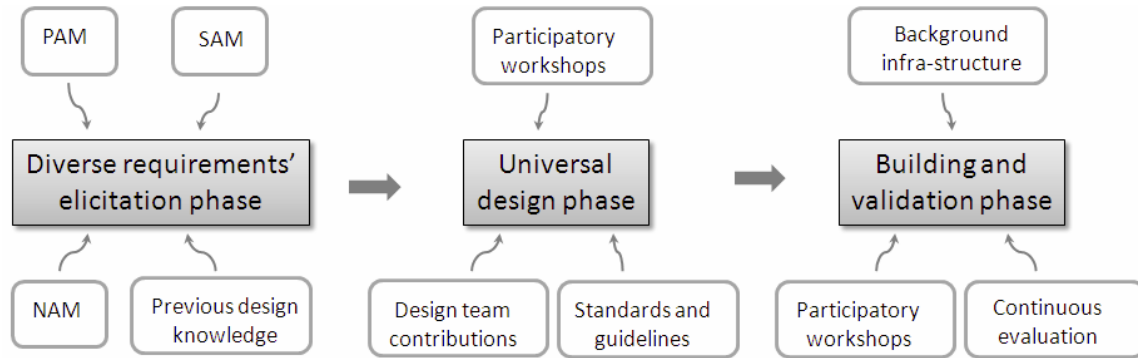 PAM
SAM
Participatory
workshops
Background
infra-structure
Diverse requirements'
elicitation phase
Universal
design phase
Building and
validation phase
NAM
Previous design
knowledge
Design team
contributions
Standards and
guidelines
Participatory
workshops
Continuous
evaluation